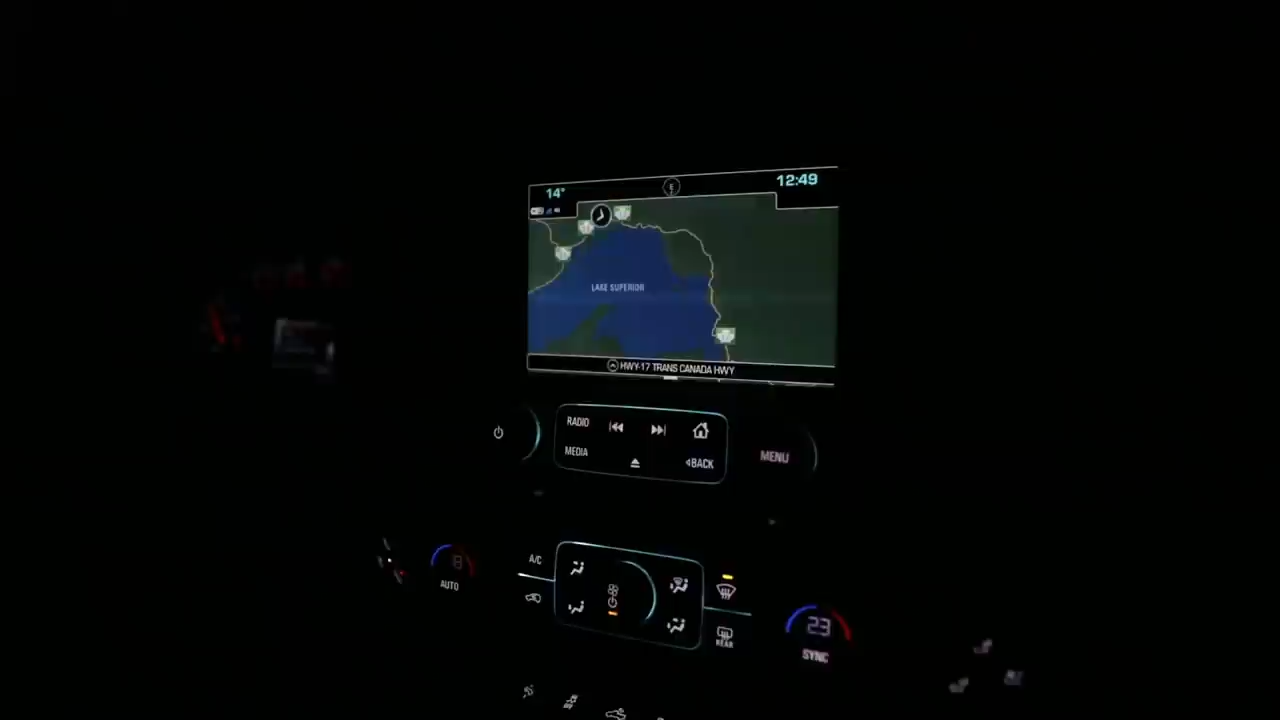 14°
E
12:49
LAKE SUPERIOR
HWY-17 TRANS CANADA HWY
RADIO
MEDIA
BACK
MENU
A/C
AUTO
REAR
23
SYNC